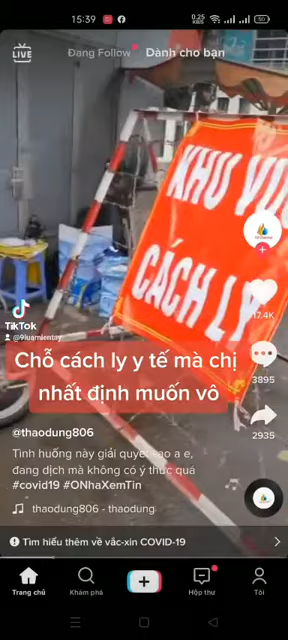 15:39
0.25 KB/S
50
LIVE
Đang Follow Dành cho bạn
KHU VỰ
CÁCH LY
TikTok
@9luamientay
17.4K
Chỗ cách ly y tế mà chị
nhất định muốn vô
3895
2935
@thaodung806
Tình huống này giải quyết sao a e,
đang dịch mà không có ý thức quá
#covid19 #ONhaXemTin
thaodung806 - thaodung
Tìm hiểu thêm về vắc-xin COVID-19
Trang chủ
Khám phá
Hộp thư
Tôi